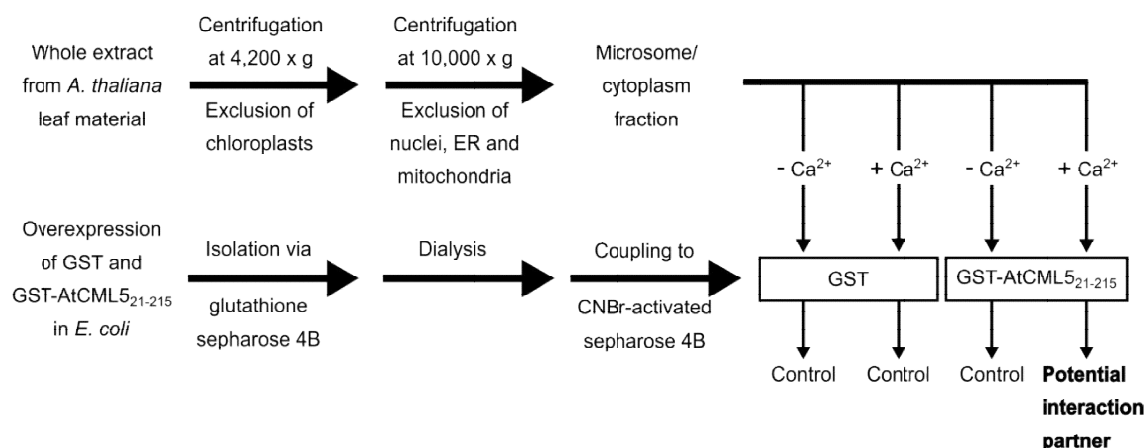 Whole extract
from A. thaliana
leaf material
Centrifugation
at 4,200 x g
Exclusion of
chloroplasts
Centrifugation
at 10,000 x g
Exclusion of
nuclei, ER and
mitochondria
Microsome/
cytoplasm
fraction
- Ca²⁺
+ Ca²⁺
- Ca²⁺
+ Ca²⁺
Overexpression
of GST and
GST-AtCML5₂₁₋₂₁₅
in E. coli
Isolation via
glutathione
sepharose 4B
Dialysis
Coupling to
CNBr-activated
sepharose 4B
GST
GST-AtCML5₂₁₋₂₁₅
Control
Control
Control
Potential
interaction
partner